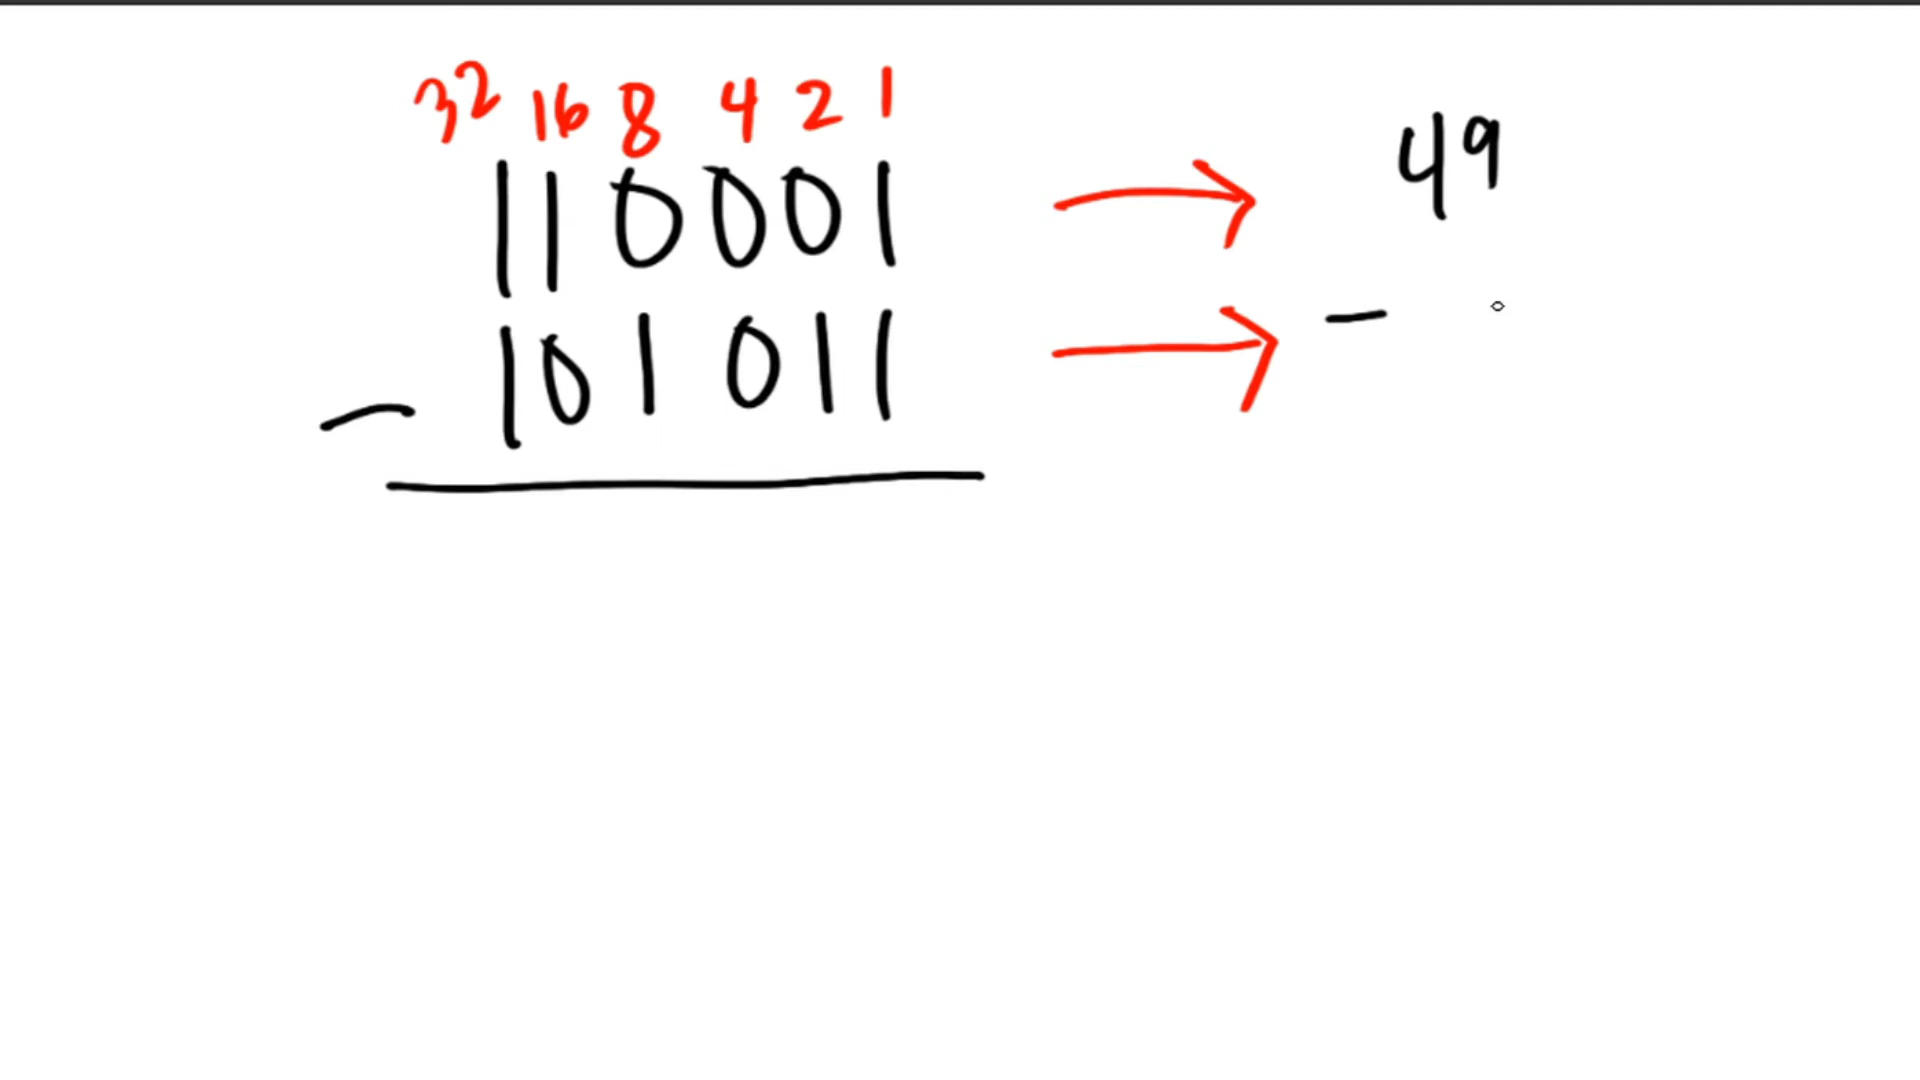 32 16 8 4 2 1
110001 → 49
- 101011 → -